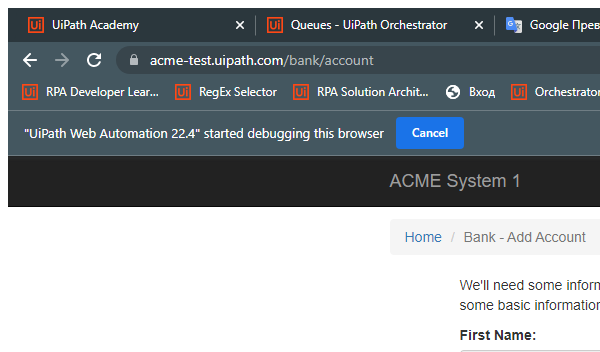 UiPath Academy
Queues - UiPath Orchestrator
Google Прев
acme-test.uipath.com/bank/account
RPA Developer Lear...
RegEx Selector
RPA Solution Archit...
Вход
Orchestrator
"UiPath Web Automation 22.4" started debugging this browser
Cancel
ACME System 1
Home / Bank - Add Account
We'll need some inform
some basic information
First Name: